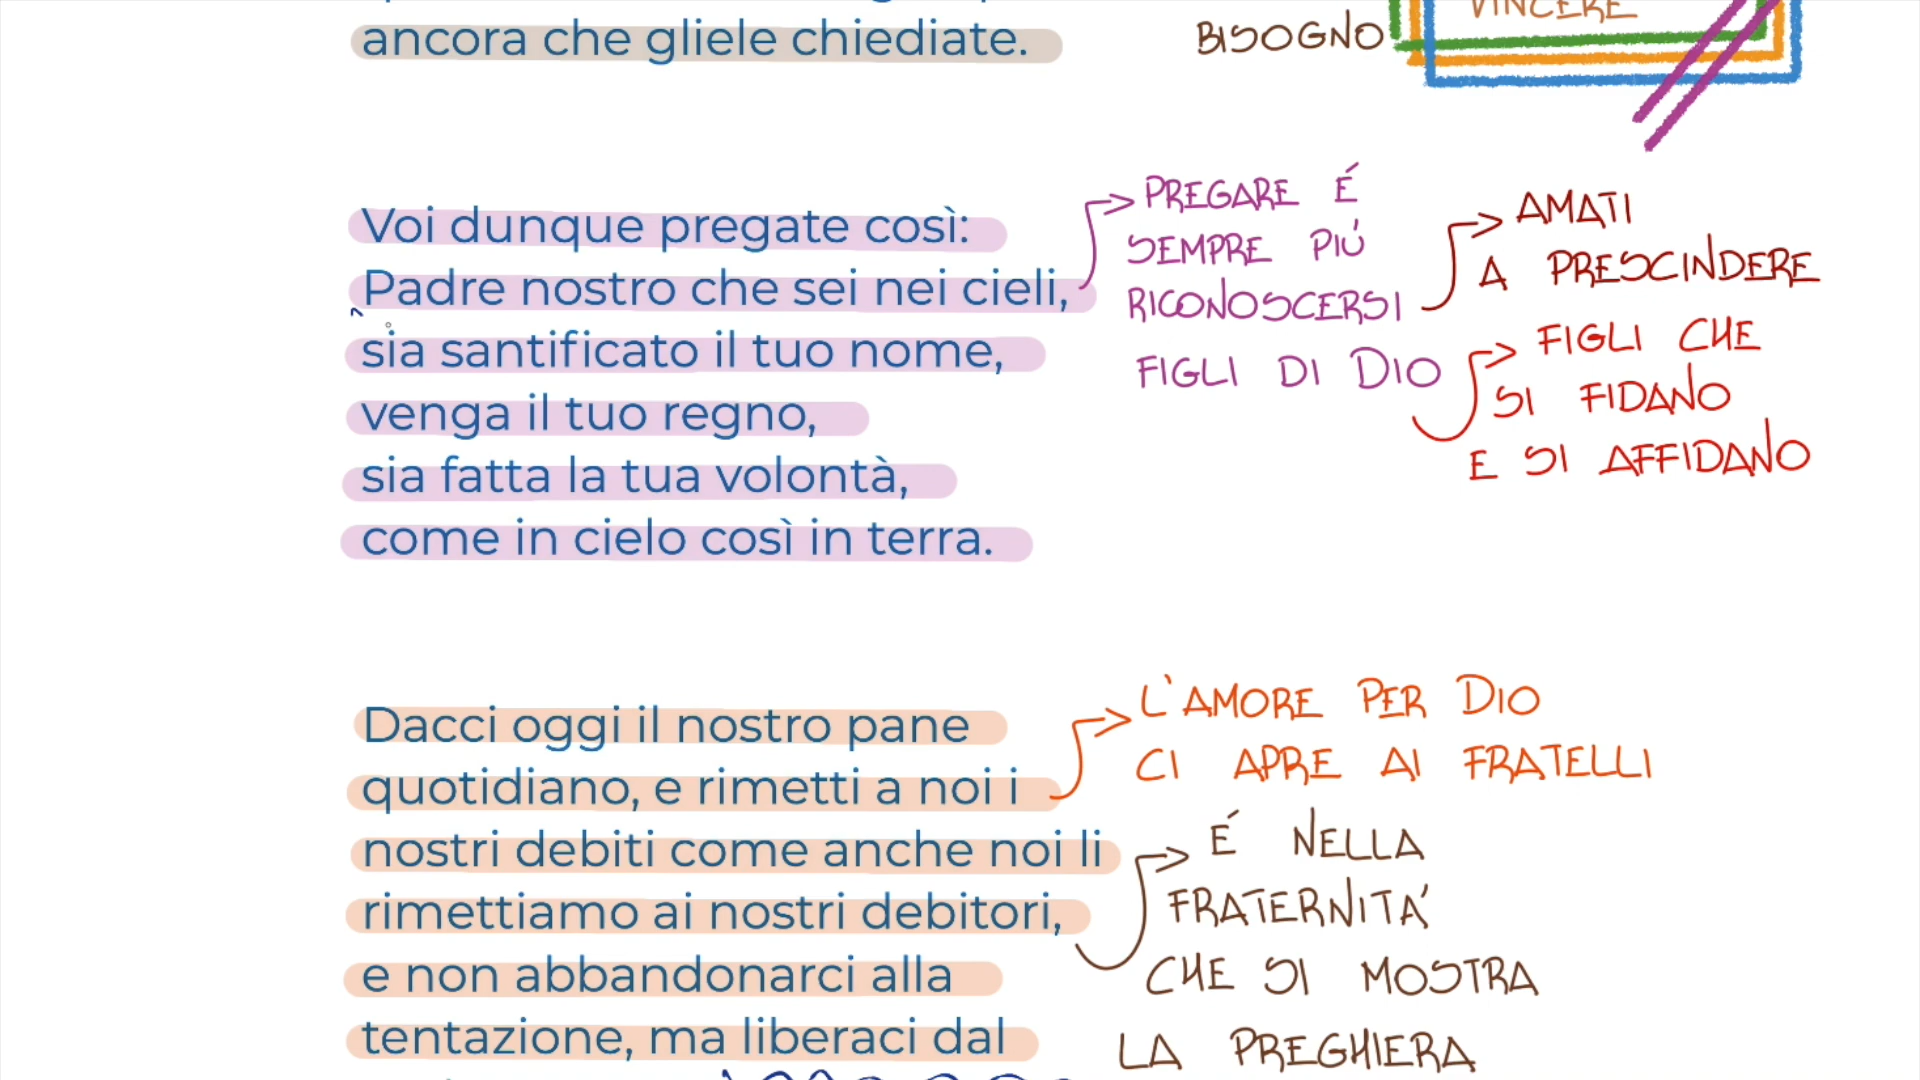 ancora che gliele chiediate.
BISOGNO
VINCERE
Voi dunque pregate così:
Padre nostro che sei nei cieli,
sia santificato il tuo nome,
venga il tuo regno,
sia fatta la tua volontà,
come in cielo così in terra.
PREGARE É
SEMPRE PIÚ
RICONOSCERSI
FIGLI DI DIO
AMATI
A PRESCINDERE
FIGLI CHE
SI FIDANO
E SI AFFIDANO
Dacci oggi il nostro pane
quotidiano, e rimetti a noi i
nostri debiti come anche noi li
rimettiamo ai nostri debitori,
e non abbandonarci alla
tentazione, ma liberaci dal
L'AMORE PER DIO
CI APRE AI FRATELLI
É NELLA
FRATERNITA'
CHE SI MOSTRA
LA PREGHIERA